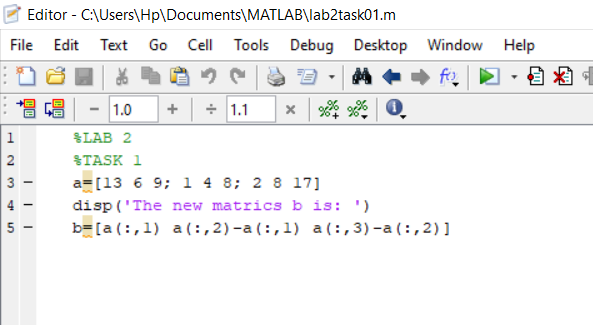 Editor - C:\Users\Hp\Documents\MATLAB\lab2task01.m
File Edit Text Go Cell Tools Debug Desktop Window Help
− 1.0 + ÷ 1.1 ×
1 %LAB 2
2 %TASK 1
3 − a=[13 6 9; 1 4 8; 2 8 17]
4 − disp('The new matrics b is: ')
5 − b=[a(:,1) a(:,2)-a(:,1) a(:,3)-a(:,2)]